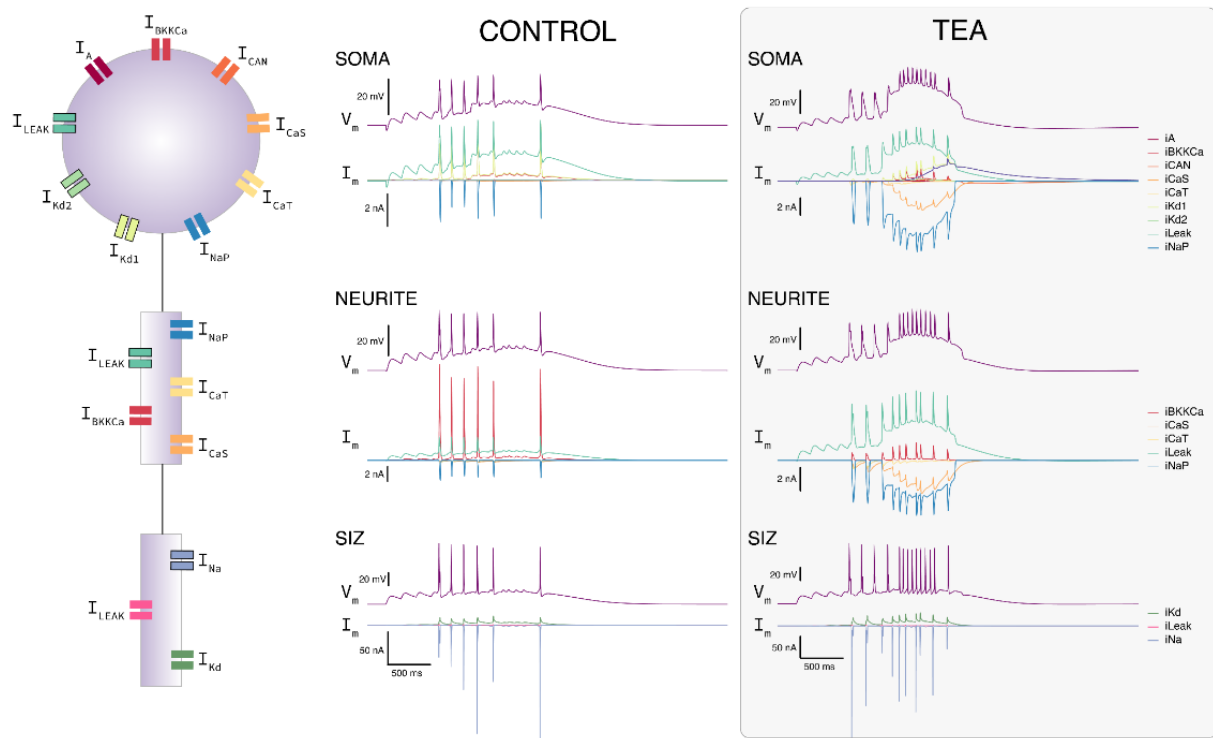 I_BKKCa
I_A
I_CAN
I_LEAK
I_CaS
I_Kd2
I_CaT
I_Kd1
I_NaP
I_NaP
I_LEAK
I_CaT
I_BKKCa
I_CaS
I_Na
I_LEAK
I_Kd
CONTROL
SOMA
20 mV
V_m
I_m
2 nA
NEURITE
20 mV
V_m
I_m
2 nA
SIZ
20 mV
V_m
I_m
50 nA
500 ms
TEA
SOMA
20 mV
V_m
I_m
2 nA
iA
iBKKCa
iCAN
iCaS
iCaT
iKd1
iKd2
iLeak
iNaP
NEURITE
20 mV
V_m
I_m
2 nA
iBKKCa
iCaS
iCaT
iLeak
iNaP
SIZ
20 mV
V_m
I_m
50 nA
500 ms
iKd
iLeak
iNa